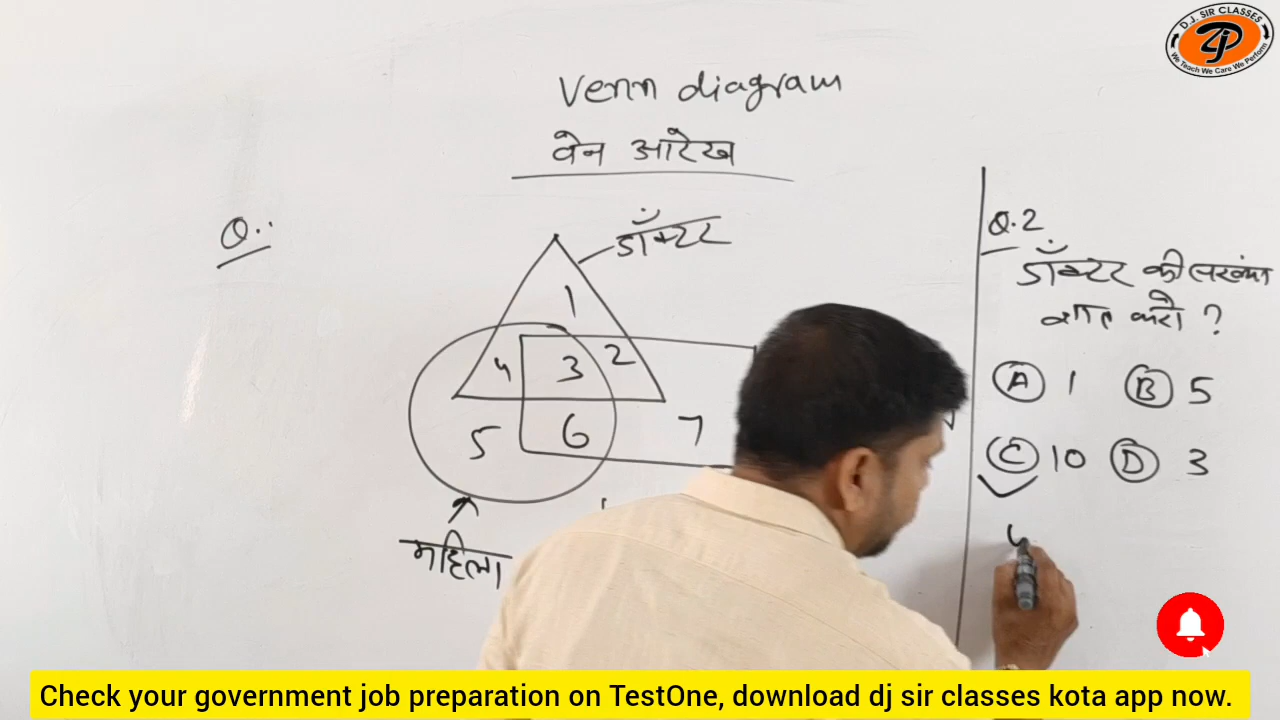 D.J. SIR CLASSES
We Teach We Care We Perform
Venn diagram
वेन आरेख
Q..
डॉक्टर
1
4 3 2
5 6 7
महिला
Q.2
डॉक्टर की संख्या
ज्ञात करो ?
A 1 B 5
C 10 D 3
4
Check your government job preparation on TestOne, download dj sir classes kota app now.